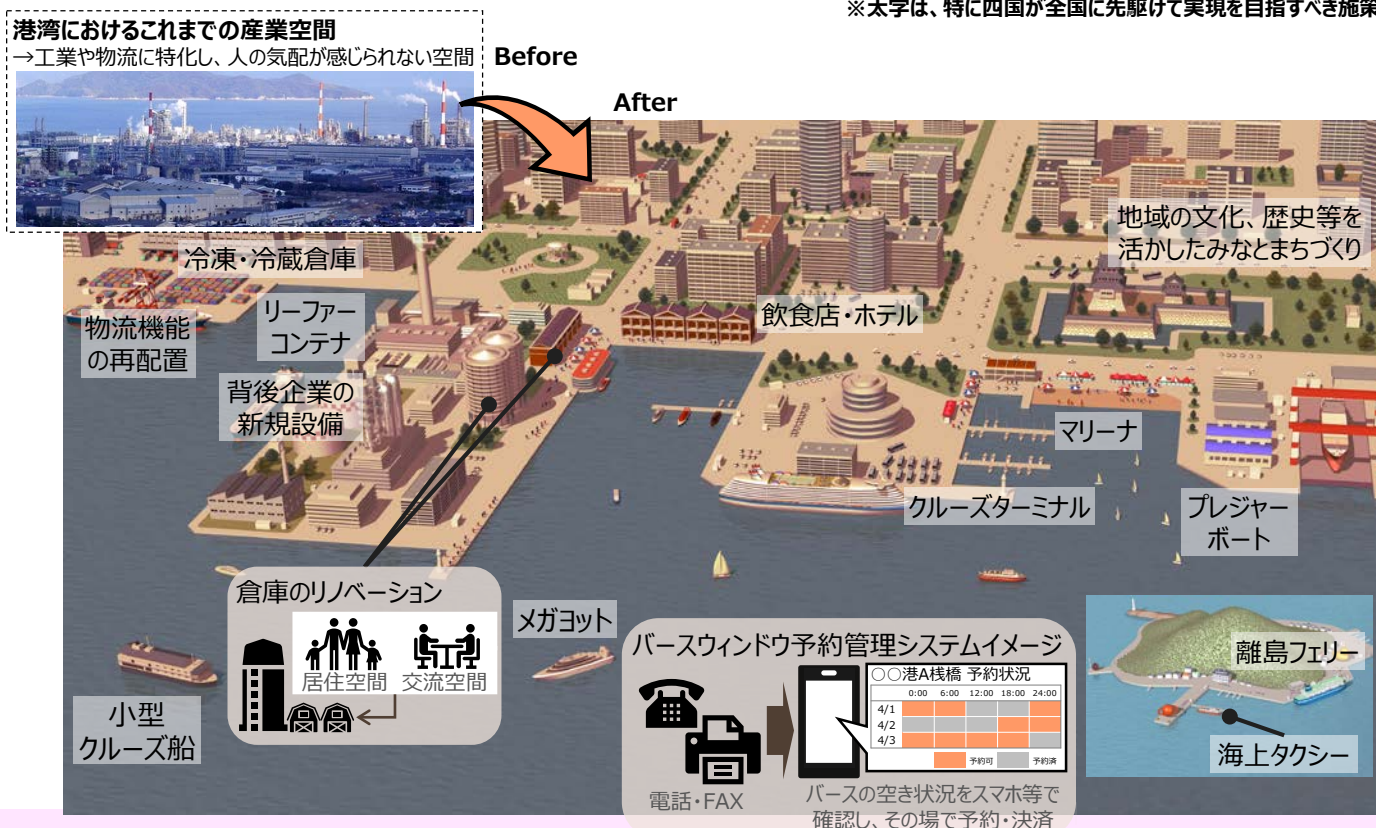 ※太字は、特に四国が全国に先駆けて実現を目指すべき施策
港湾におけるこれまでの産業空間
→工業や物流に特化し、人の気配が感じられない空間
Before
After
地域の文化、歴史等を
活かしたみなとまちづくり
冷凍・冷蔵倉庫
物流機能
の再配置
リーファー
コンテナ
飲食店・ホテル
背後企業の
新規設備
マリーナ
クルーズターミナル
プレジャー
ボート
倉庫のリノベーション
居住空間
交流空間
メガヨット
小型
クルーズ船
バースウィンドウ予約管理システムイメージ
○○港A桟橋 予約状況
0:00 6:00 12:00 18:00 24:00
4/1
4/2
4/3
予約可
予約済
電話・FAX
バースの空き状況をスマホ等で
確認し、その場で予約・決済
離島フェリー
海上タクシー